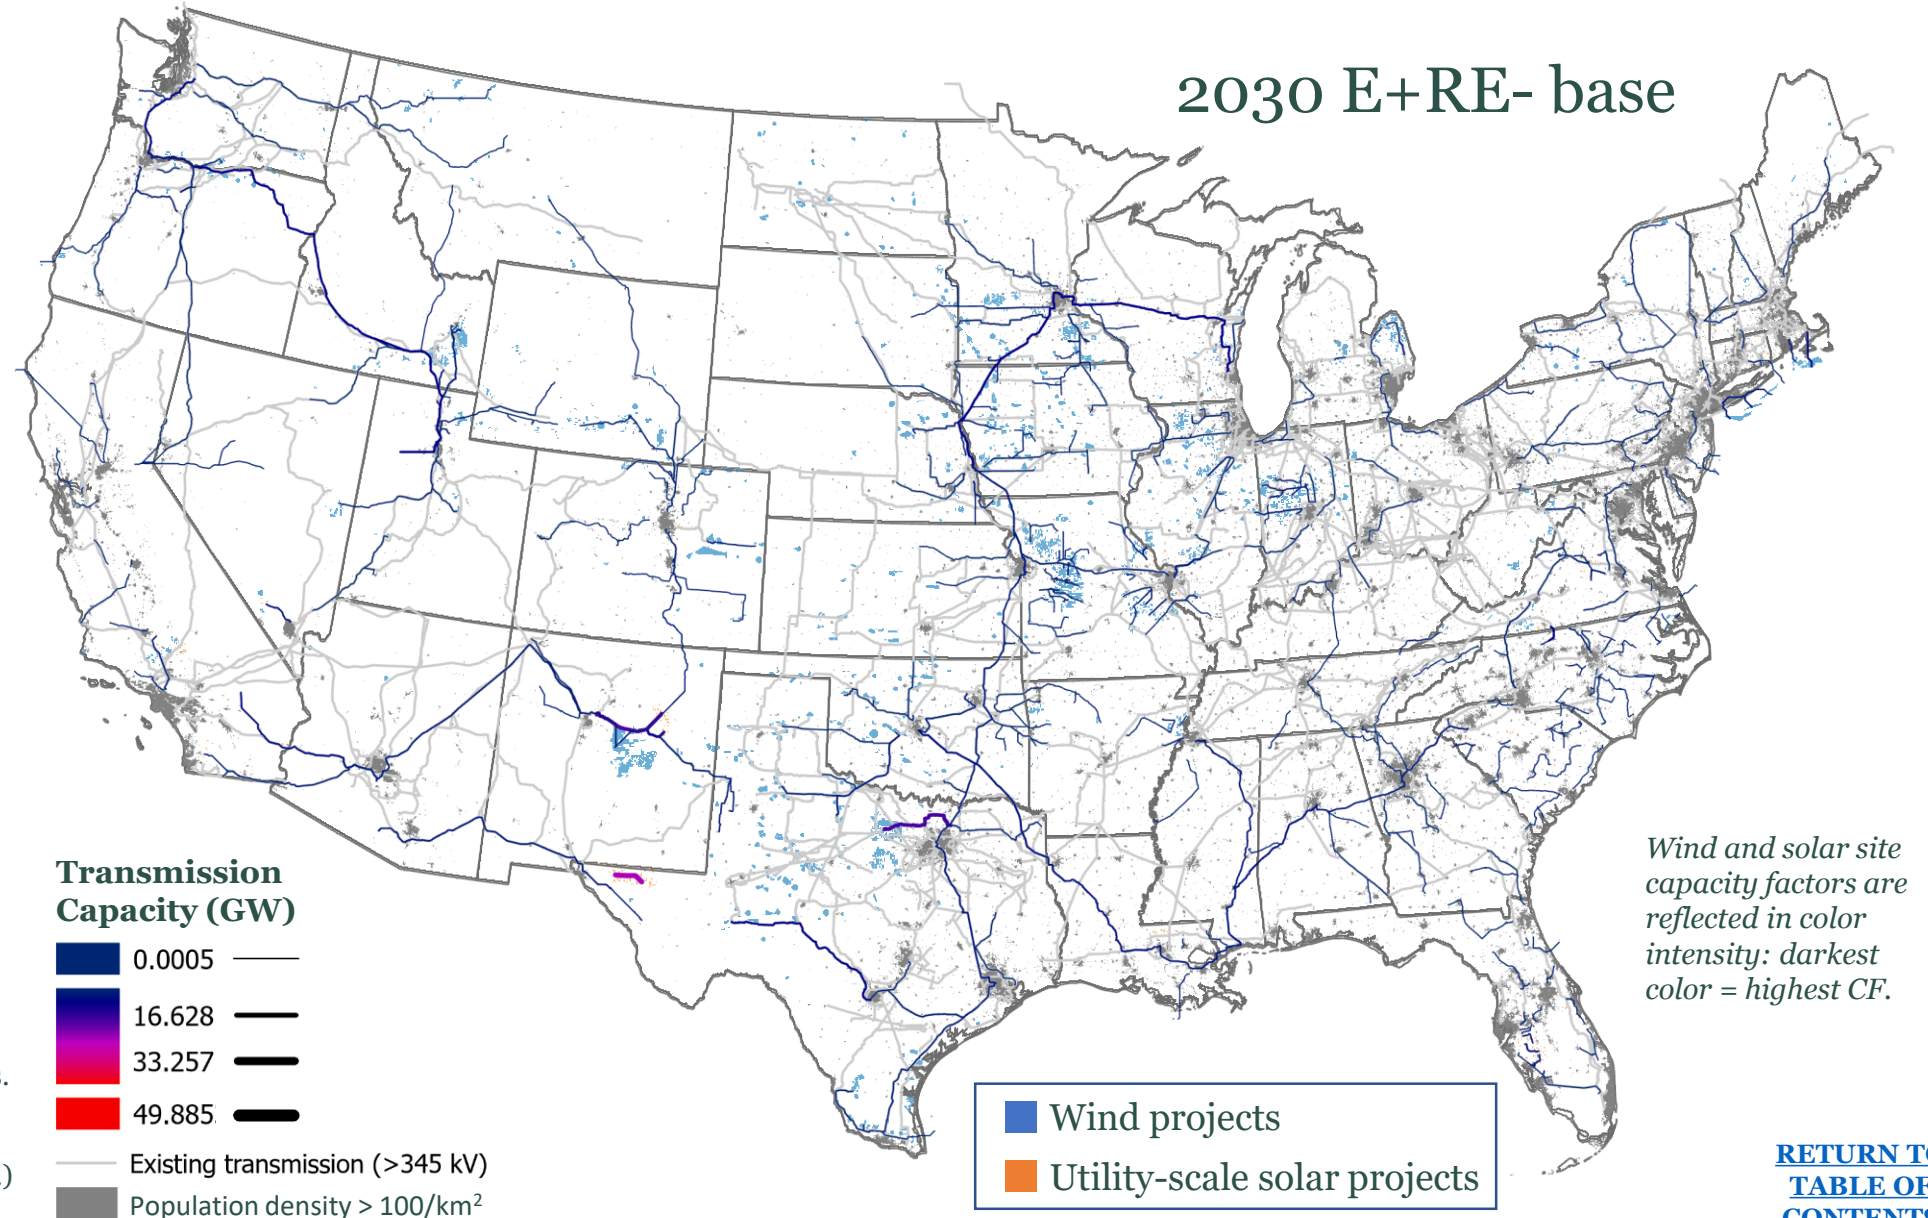 2030 E+RE- base
Wind and solar site
capacity factors are
reflected in color
intensity: darkest
color = highest CF.
Transmission
Capacity (GW)
0.0005
16.628
33.257
49.885
Existing transmission (>345 kV)
Population density > 100/km²
s.
.)
Wind projects
Utility-scale solar projects
RETURN TO
TABLE OF
CONTENTS